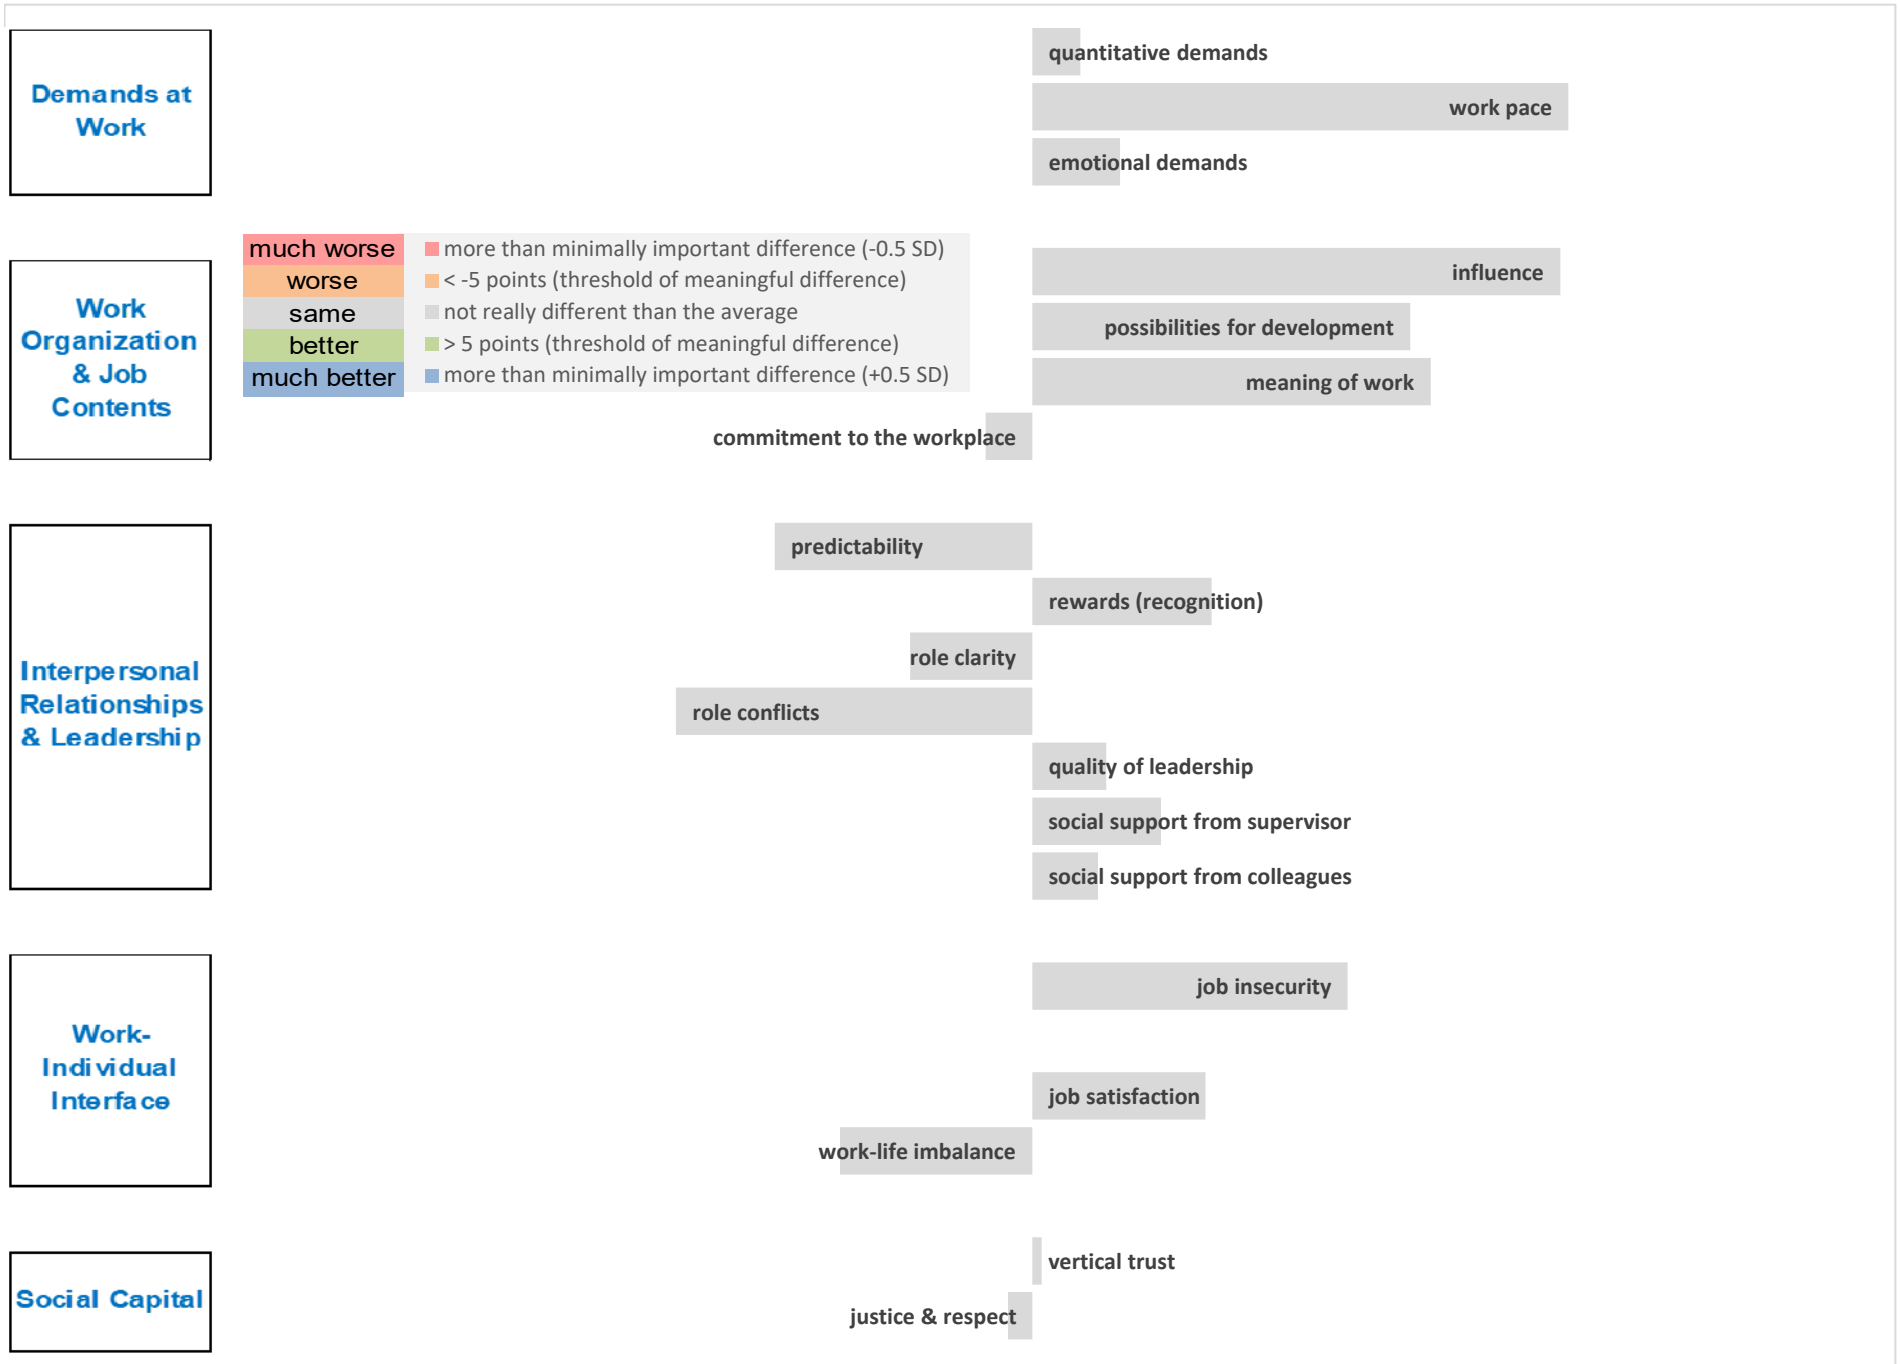 Demands at
Work
quantitative demands
work pace
emotional demands
Work
Organization
& Job
Contents
much worse
more than minimally important difference (-0.5 SD)
worse
< -5 points (threshold of meaningful difference)
same
not really different than the average
better
> 5 points (threshold of meaningful difference)
much better
more than minimally important difference (+0.5 SD)
influence
possibilities for development
meaning of work
commitment to the workplace
Interpersonal
Relationships
& Leadership
predictability
rewards (recognition)
role clarity
role conflicts
quality of leadership
social support from supervisor
social support from colleagues
Work-
Individual
Interface
job insecurity
job satisfaction
work-life imbalance
Social Capital
vertical trust
justice & respect